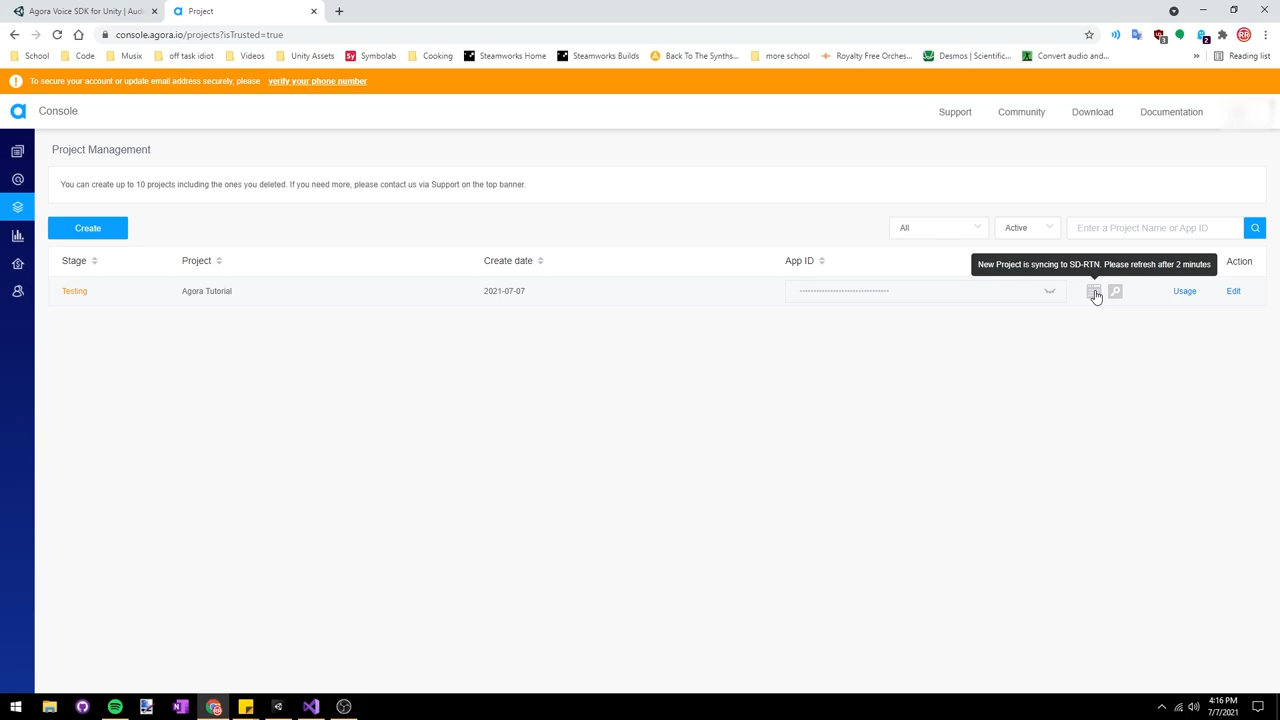 Agora Voice SDK for Unity | Audi
Project
console.agora.io/projects?isTrusted=true
School
Code
Musix
off task idiot
Videos
Unity Assets
Sy Symbolab
Cooking
Steamworks Home
Steamworks Builds
Back To The Synths...
more school
Royalty Free Orches...
Desmos | Scientific...
Convert audio and...
»
Reading list
! To secure your account or update email address securely, please verify your phone number
Console
Support
Community
Download
Documentation
Project Management
You can create up to 10 projects including the ones you deleted. If you need more, please contact us via Support on the top banner.
Create
All
Active
Enter a Project Name or App ID
New Project is syncing to SD-RTN. Please refresh after 2 minutes
Stage
Project
Create date
App ID
Action
Testing
Agora Tutorial
2021-07-07
Usage
Edit
4:16 PM
7/7/2021